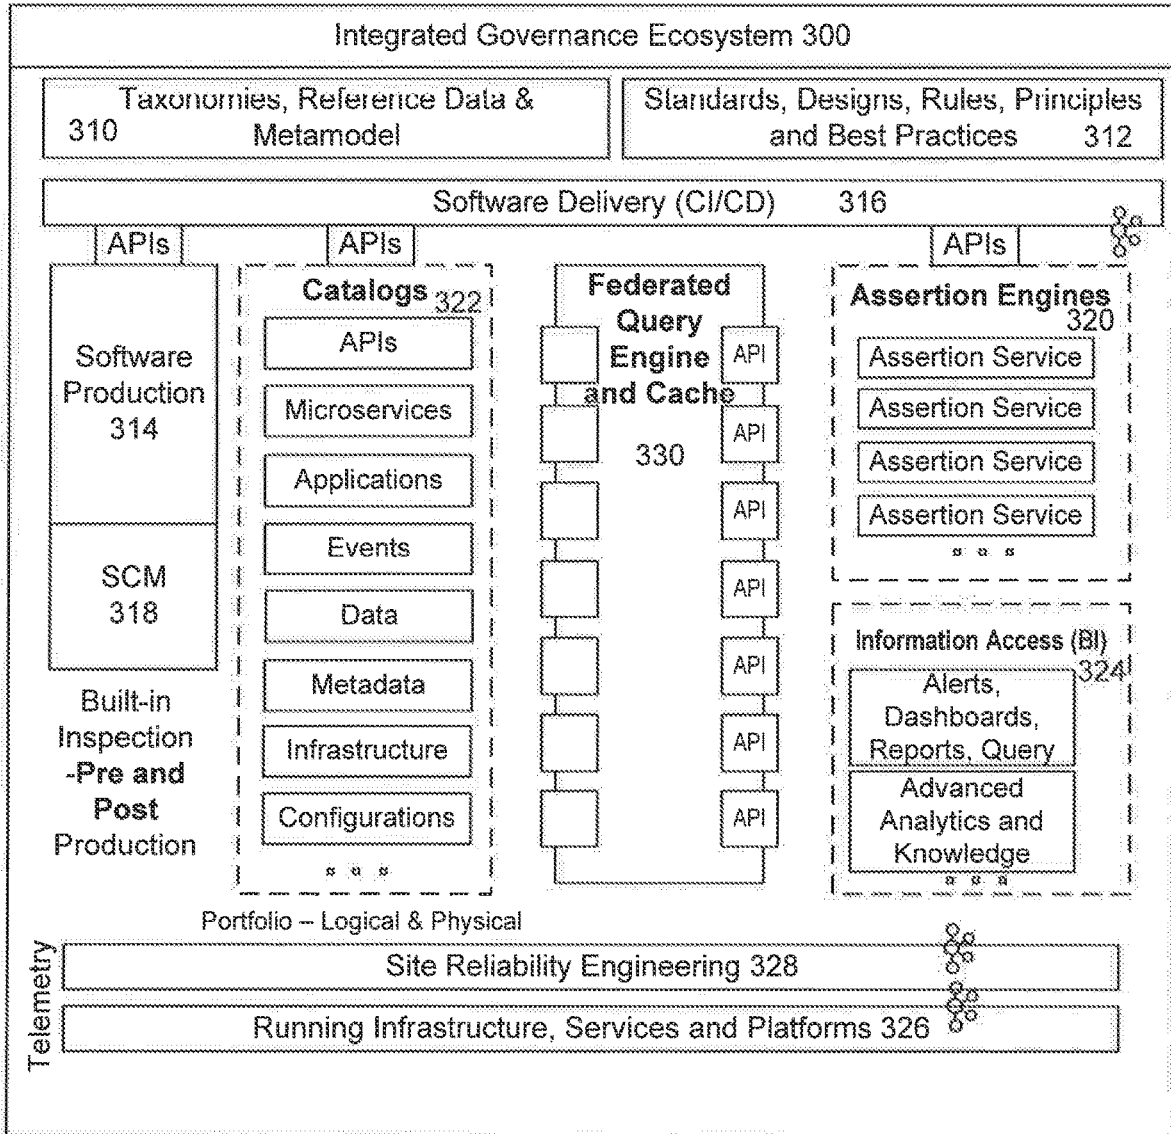 Integrated Governance Ecosystem 300
Taxonomies, Reference Data &
310 Metamodel
Standards, Designs, Rules, Principles
and Best Practices 312
Software Delivery (CI/CD) 316
APIs
APIs
APIs
Software
Production
314
SCM
318
Built-in
Inspection
-Pre and
Post
Production
Catalogs 322
APIs
Microservices
Applications
Events
Data
Metadata
Infrastructure
Configurations
Federated
Query
Engine
and Cache
330
API
API
API
API
API
API
API
Assertion Engines
320
Assertion Service
Assertion Service
Assertion Service
Assertion Service
Information Access (BI)
324
Alerts,
Dashboards,
Reports, Query
Advanced
Analytics and
Knowledge
Portfolio – Logical & Physical
Telemetry
Site Reliability Engineering 328
Running Infrastructure, Services and Platforms 326